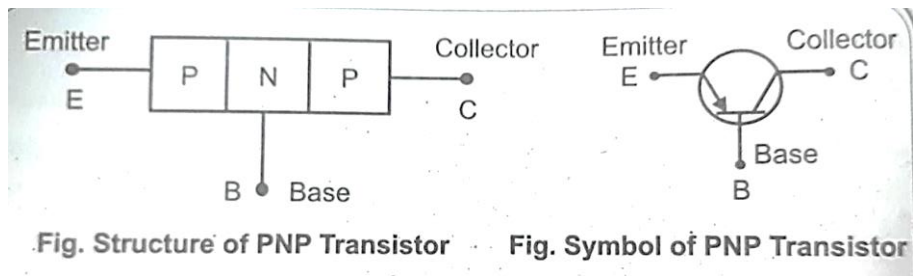 Emitter
E
P N P
Collector
C
B Base
Fig. Structure of PNP Transistor
Emitter
E
Collector
C
Base
B
Fig. Symbol of PNP Transistor